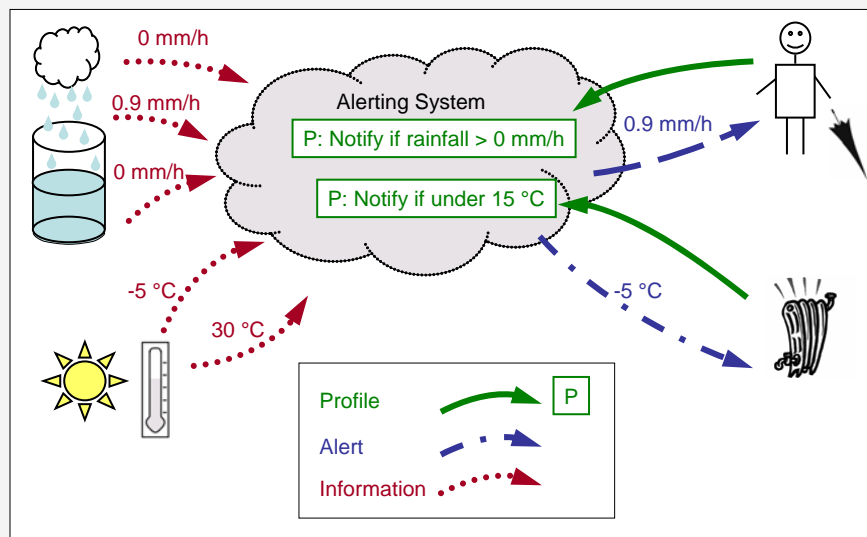 0 mm/h
0.9 mm/h
0 mm/h
Alerting System
P: Notify if rainfall > 0 mm/h
P: Notify if under 15 °C
0.9 mm/h
-5 °C
-5 °C
30 °C
Profile
P
Alert
Information